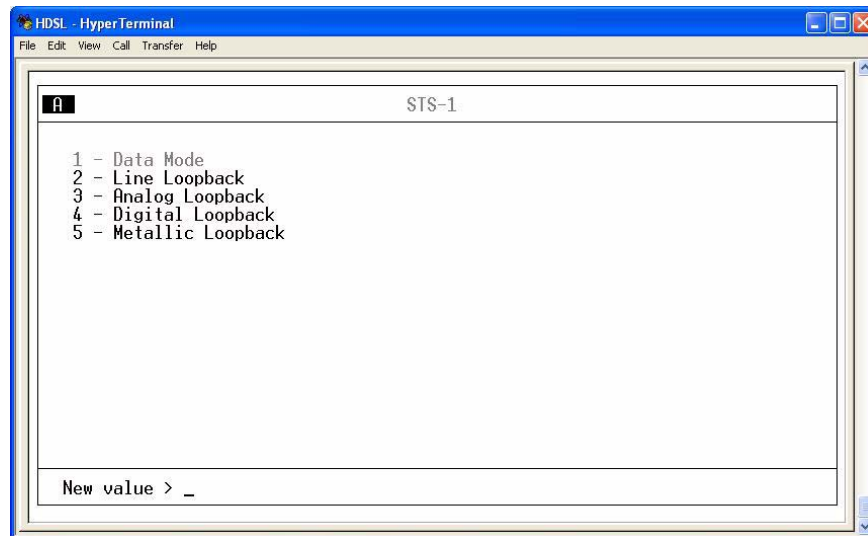 HDSL - HyperTerminal
File Edit View Call Transfer Help
A STS-1
1 - Data Mode
2 - Line Loopback
3 - Analog Loopback
4 - Digital Loopback
5 - Metallic Loopback
New value > _